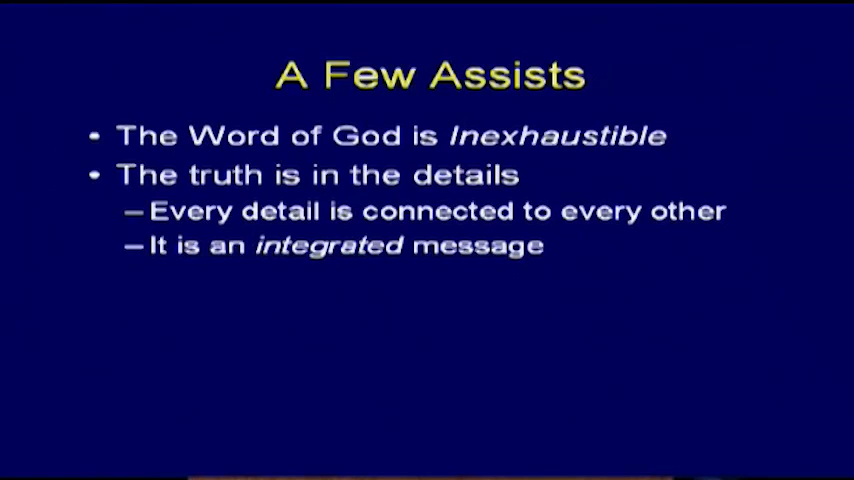 A Few Assists
• The Word of God is Inexhaustible
• The truth is in the details
– Every detail is connected to every other
– It is an integrated message